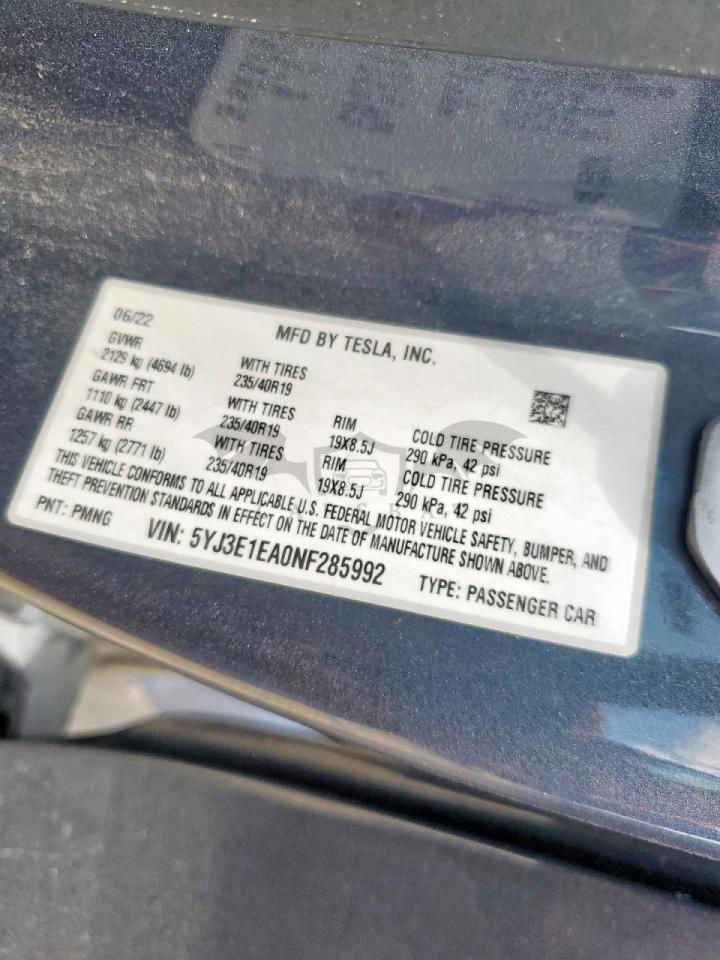 06/22
MFD BY TESLA, INC.
GVWR
2129 kg (4694 lb)
WITH TIRES
235/40R19
GAWR FRT
1110 kg (2447 lb)
WITH TIRES
235/40R19
RIM
19X8.5J
COLD TIRE PRESSURE
290 kPa, 42 psi
GAWR RR
1257 kg (2771 lb)
WITH TIRES
235/40R19
RIM
19X8.5J
COLD TIRE PRESSURE
290 kPa, 42 psi
THIS VEHICLE CONFORMS TO ALL APPLICABLE U.S. FEDERAL MOTOR VEHICLE SAFETY, BUMPER, AND
THEFT PREVENTION STANDARDS IN EFFECT ON THE DATE OF MANUFACTURE SHOWN ABOVE.
PNT: PMNG
VIN: 5YJ3E1EA0NF285992
TYPE: PASSENGER CAR